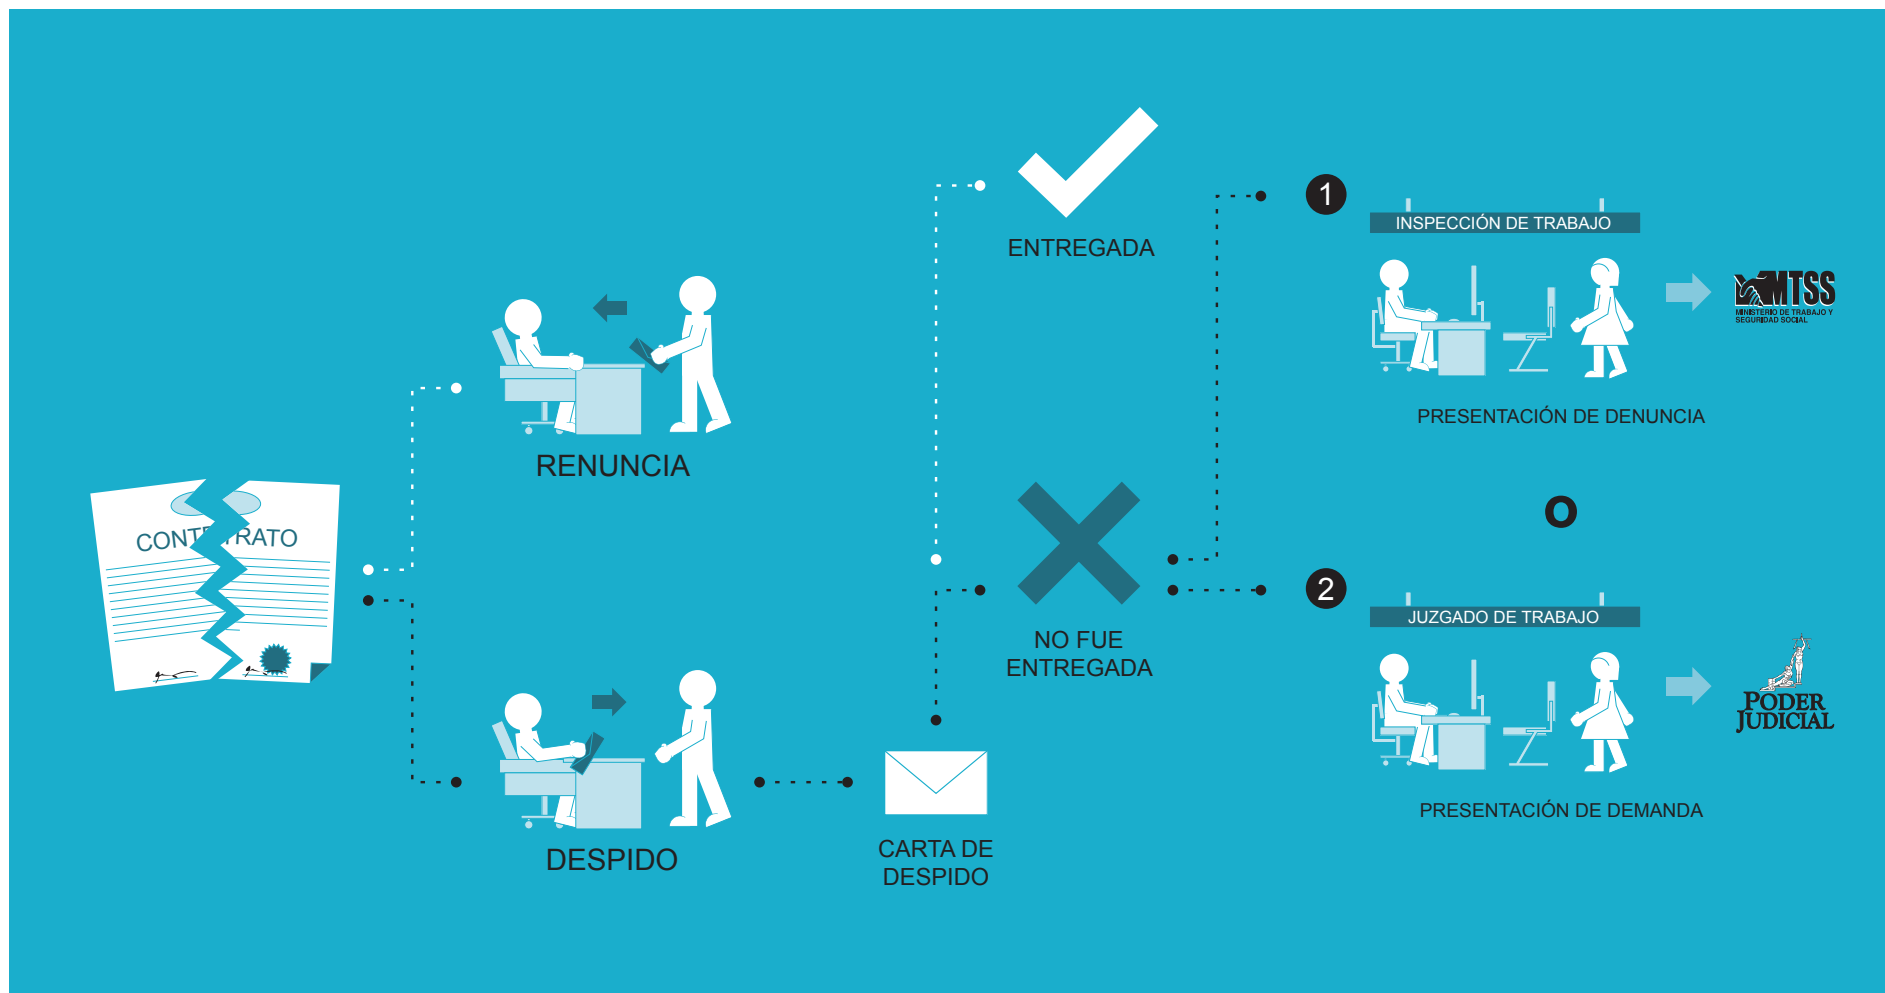 CONTRATO
RENUNCIA
DESPIDO
CARTA DE
DESPIDO
ENTREGADA
NO FUE
ENTREGADA
1
INSPECCIÓN DE TRABAJO
MTSS
MINISTERIO DE TRABAJO Y
SEGURIDAD SOCIAL
PRESENTACIÓN DE DENUNCIA
O
2
JUZGADO DE TRABAJO
PODER
JUDICIAL
PRESENTACIÓN DE DEMANDA